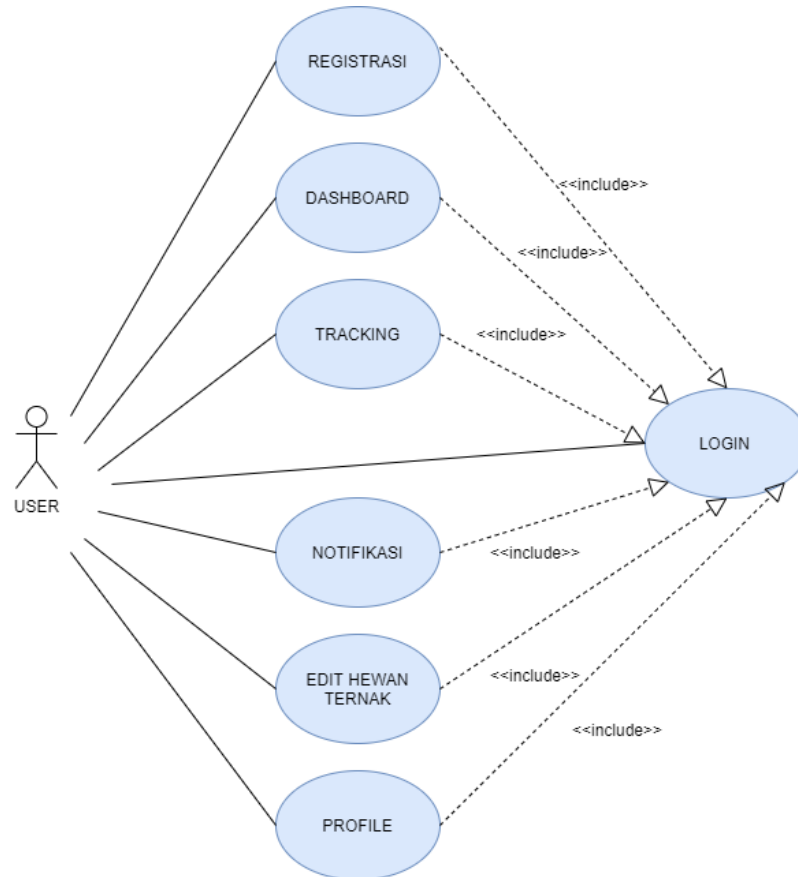 REGISTRASI
<<include>>
DASHBOARD
<<include>>
TRACKING
<<include>>
LOGIN
USER
NOTIFIKASI
<<include>>
EDIT HEWAN
TERNAK
<<include>>
<<include>>
PROFILE